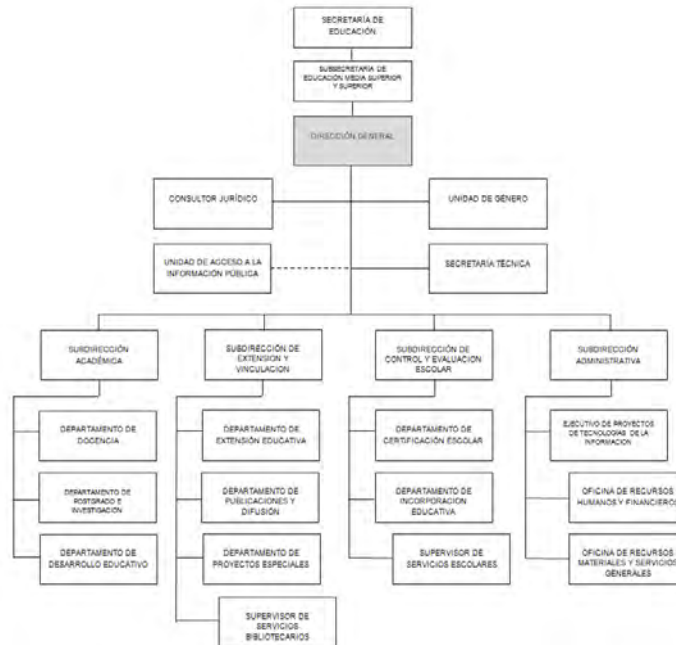 SECRETARÍA DE
EDUCACIÓN
SUBSECRETARÍA DE
EDUCACIÓN MEDIA SUPERIOR
Y SUPERIOR
DIRECCIÓN GENERAL
CONSULTOR JURÍDICO
UNIDAD DE GÉNERO
UNIDAD DE ACCESO A LA
INFORMACIÓN PÚBLICA
SECRETARÍA TÉCNICA
SUBDIRECCIÓN
ACADÉMICA
SUBDIRECCIÓN DE
EXTENSION Y
VINCULACION
SUBDIRECCIÓN DE
CONTROL Y EVALUACION
ESCOLAR
SUBDIRECCIÓN
ADMINISTRATIVA
DEPARTAMENTO DE
DOCENCIA
DEPARTAMENTO DE
EXTENSIÓN EDUCATIVA
DEPARTAMENTO DE
CERTIFICACIÓN ESCOLAR
EJECUTIVO DE PROYECTOS
DE TECNOLOGÍAS DE LA
INFORMACION
DEPARTAMENTO DE
POSTGRADO E
INVESTIGACIÓN
DEPARTAMENTO DE
PUBLICACIONES Y
DIFUSIÓN
DEPARTAMENTO DE
INCORPORACION
EDUCATIVA
OFICINA DE RECURSOS
HUMANOS Y FINANCIEROS
DEPARTAMENTO DE
DESARROLLO EDUCATIVO
DEPARTAMENTO DE
PROYECTOS ESPECIALES
SUPERVISOR DE
SERVICIOS ESCOLARES
OFICINA DE RECURSOS
MATERIALES Y SERVICIOS
GENERALES
SUPERVISOR DE
SERVICIOS
BIBLIOTECARIOS